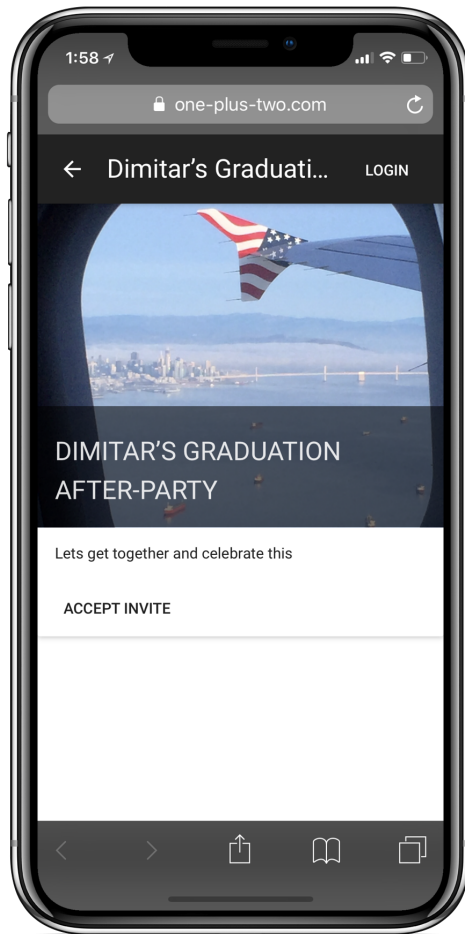 1:58
one-plus-two.com
Dimitar's Graduati...
LOGIN
DIMITAR'S GRADUATION
AFTER-PARTY
Lets get together and celebrate this
ACCEPT INVITE